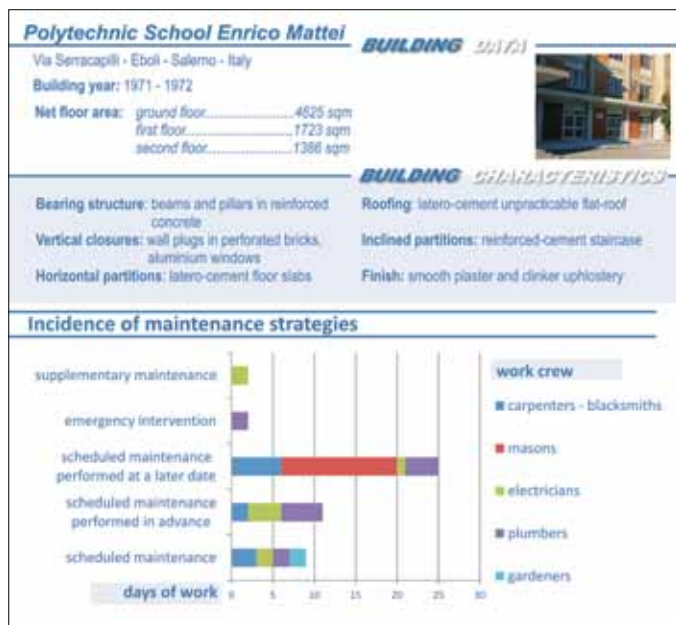 Polytechnic School Enrico Mattei
BUILDING DATA
Via Serracapilli - Eboli - Salerno - Italy
Building year: 1971 - 1972
Net floor area: ground floor.........................4625 sqm
first floor.............................1723 sqm
second floor.......................1386 sqm
BUILDING CHARACTERISTICS
Bearing structure: beams and pillars in reinforced
concrete
Vertical closures: wall plugs in perforated bricks,
aluminium windows
Horizontal partitions: latero-cement floor slabs
Roofing: latero-cement unpracticable flat-roof
Inclined partitions: reinforced-cement staircase
Finish: smooth plaster and clinker uphlostery
Incidence of maintenance strategies
supplementary maintenance
emergency intervention
scheduled maintenance
performed at a later date
scheduled maintenance
performed in advance
scheduled maintenance
days of work
0 5 10 15 20 25 30
work crew
carpenters - blacksmiths
masons
electricians
plumbers
gardeners